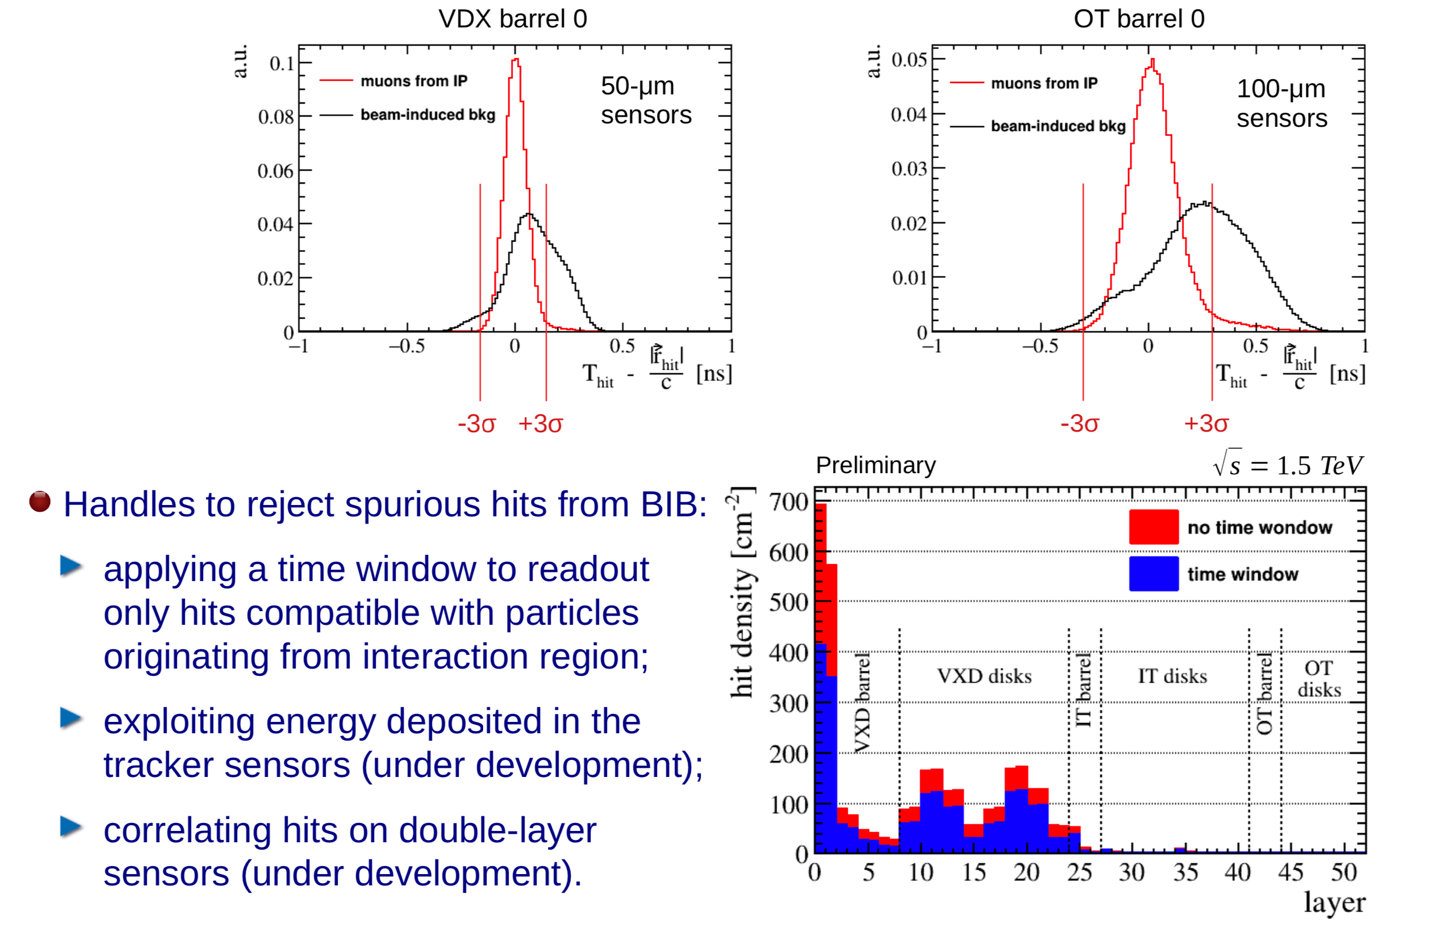 VDX barrel 0
a.u.
0.1
0.08
0.06
0.04
0.02
0
muons from IP
beam-induced bkg
50-μm
sensors
−1
−0.5
0
0.5
1
T_hit - |r⃗_hit|/c [ns]
-3σ +3σ
OT barrel 0
a.u.
0.05
0.04
0.03
0.02
0.01
0
muons from IP
beam-induced bkg
100-μm
sensors
−1
−0.5
0
0.5
1
T_hit - |r⃗_hit|/c [ns]
-3σ
+3σ
Handles to reject spurious hits from BIB:
applying a time window to readout
only hits compatible with particles
originating from interaction region;
exploiting energy deposited in the
tracker sensors (under development);
correlating hits on double-layer
sensors (under development).
Preliminary
√s = 1.5 TeV
hit density [cm⁻²]
700
600
500
400
300
200
100
0
no time wondow
time window
VXD barrel
VXD disks
IT barrel
IT disks
OT barrel
OT
disks
0
5
10
15
20
25
30
35
40
45
50
layer